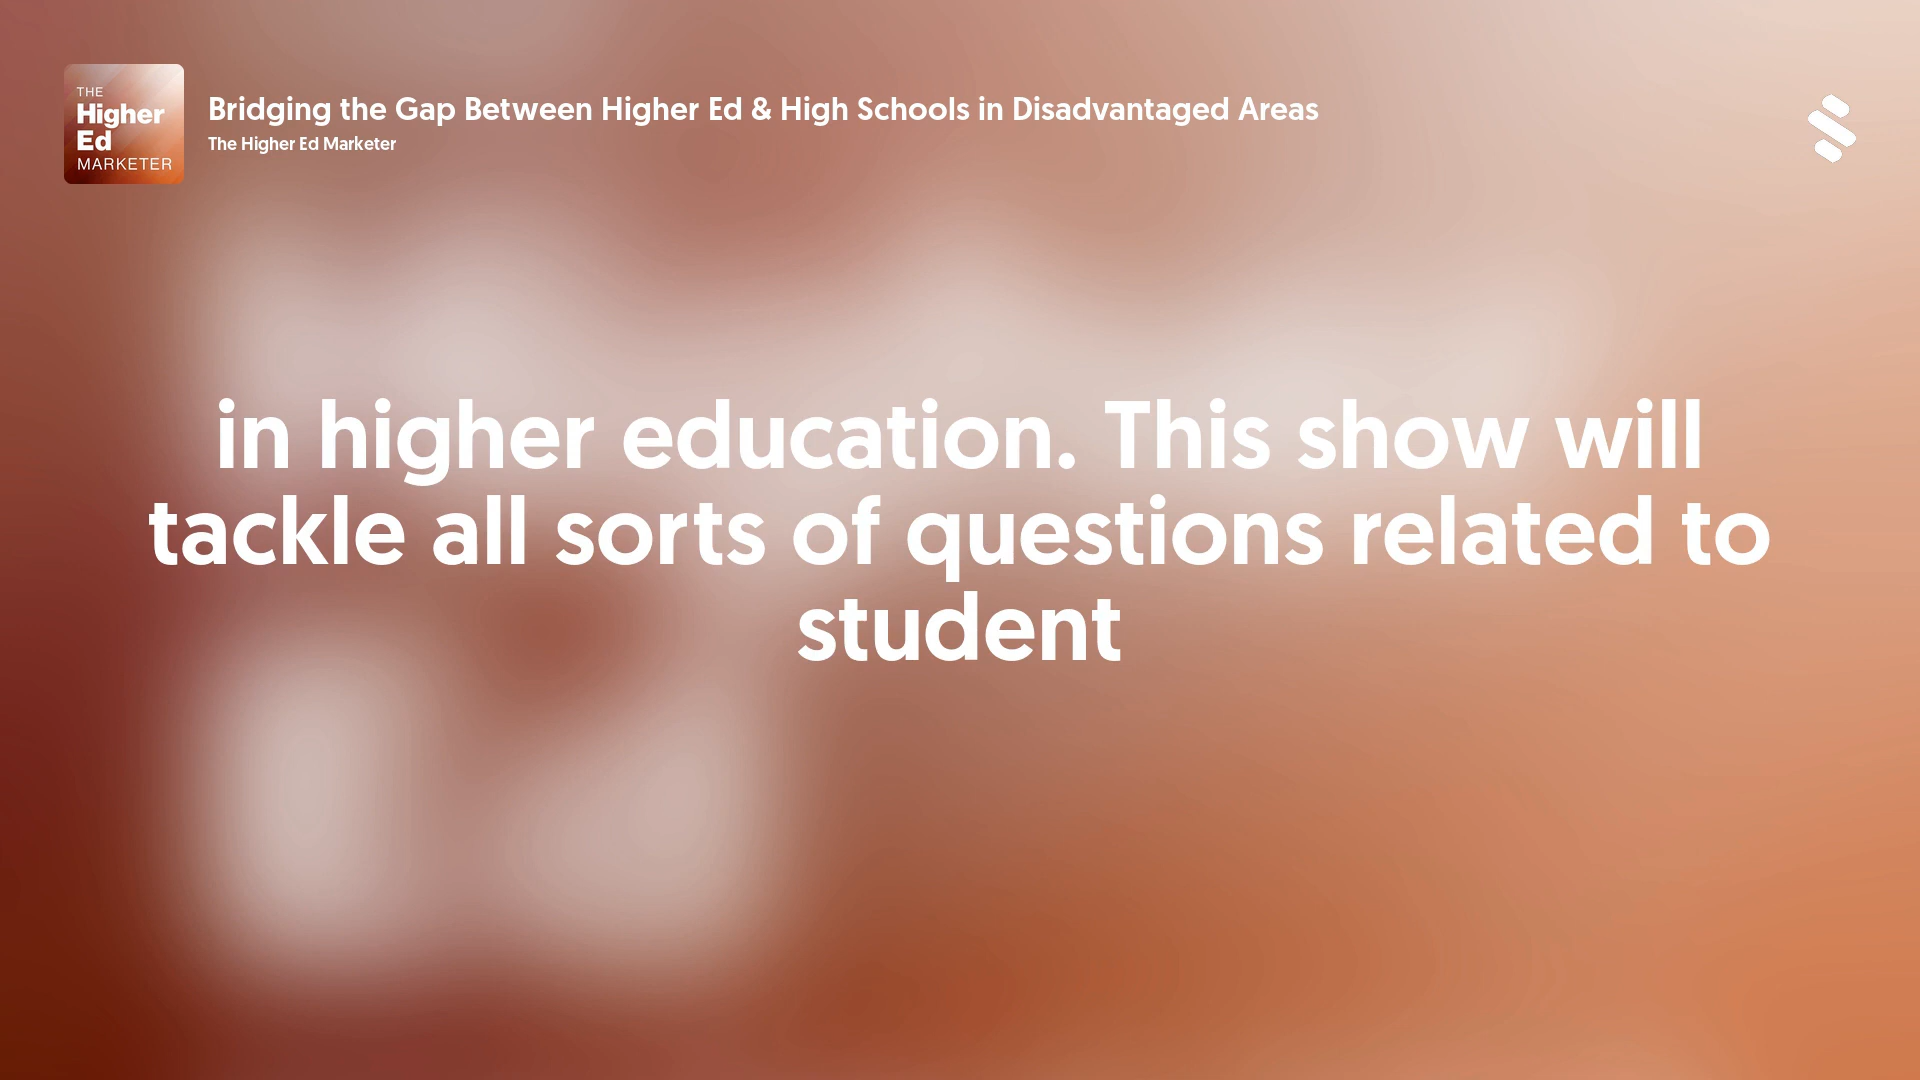 THE
Higher
Ed
MARKETER
Bridging the Gap Between Higher Ed & High Schools in Disadvantaged Areas
The Higher Ed Marketer
in higher education. This show will
tackle all sorts of questions related to
student